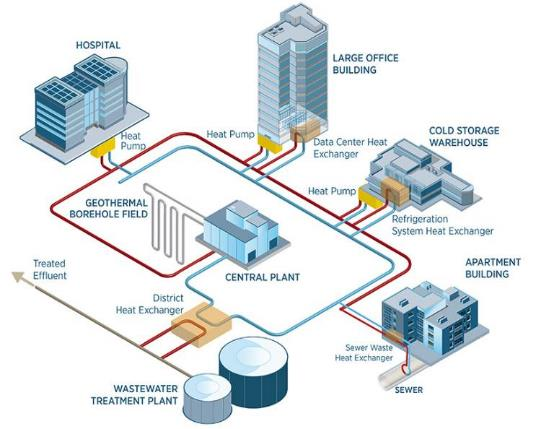 HOSPITAL
LARGE OFFICE
BUILDING
Heat
Pump
Heat Pump
Data Center Heat
Exchanger
COLD STORAGE
WAREHOUSE
Heat Pump
GEOTHERMAL
BOREHOLE FIELD
Refrigeration
System Heat Exchanger
CENTRAL PLANT
APARTMENT
BUILDING
Treated
Effluent
District
Heat Exchanger
Sewer Waste
Heat Exchanger
SEWER
WASTEWATER
TREATMENT PLANT